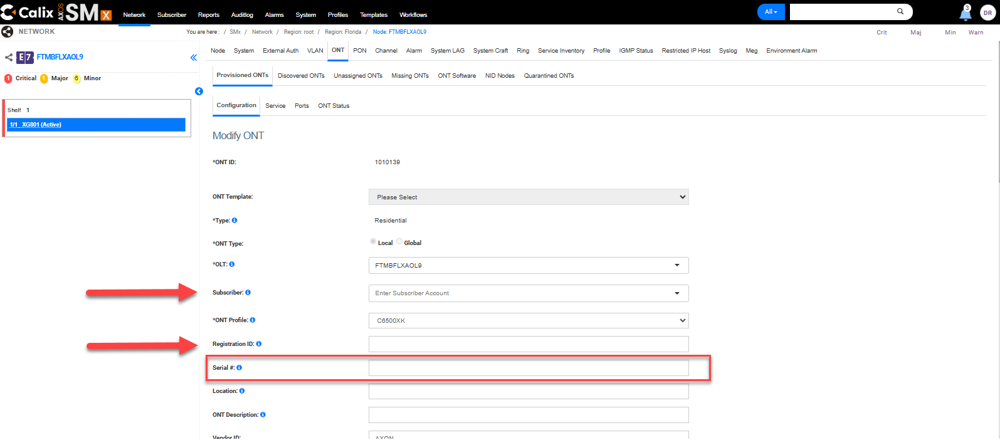 Calix AXOS SMx Network Subscriber Reports Auditlog Alarms System Profiles Templates Workflows All 3 DR
NETWORK You are here : / SMx / Network / Region: root / Region: Florida / Node: FTMBFLXAOL9 Crit Maj Min Warn
E7 FTMBFLXAOL9
Node System External Auth VLAN ONT PON Channel Alarm System LAG System Craft Ring Service Inventory Profile IGMP Status Restricted IP Host Syslog Meg Environment Alarm
1 Critical 1 Major 6 Minor
Provisioned ONTs Discovered ONTs Unassigned ONTs Missing ONTs ONT Software NID Nodes Quarantined ONTs
Shelf 1
1/1_ XG801 (Active)
Configuration Service Ports ONT Status
Modify ONT
*ONT ID: 1010139
ONT Template: Please Select
*Type: Residential
*ONT Type: Local Global
*OLT: FTMBFLXAOL9
Subscriber: Enter Subscriber Account
*ONT Profile: C6500XK
Registration ID:
Serial #:
Location:
ONT Description:
Vendor ID: AXON